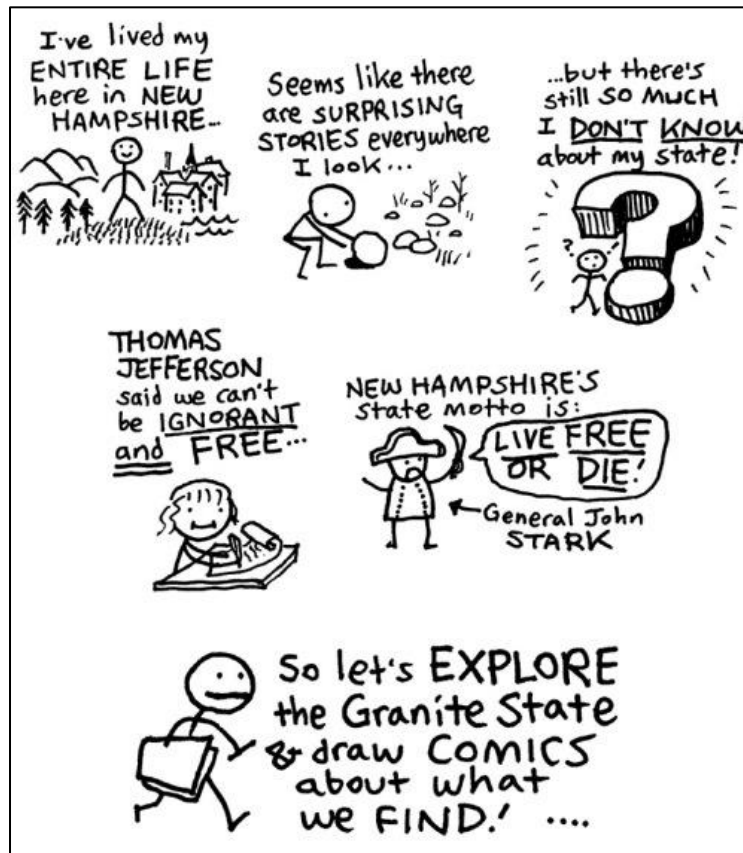 I've lived my
ENTIRE LIFE
here in NEW
HAMPSHIRE...
Seems like there
are SURPRISING
STORIES everywhere
I look...
...but there's
still SO MUCH
I DON'T KNOW
about my state!
?
?
THOMAS
JEFFERSON
said we can't
be IGNORANT
and FREE...
NEW HAMPSHIRE'S
state motto is:
LIVE FREE
OR DIE!
General John
STARK
So let's EXPLORE
the Granite State
& draw COMICS
about what
we FIND! ....